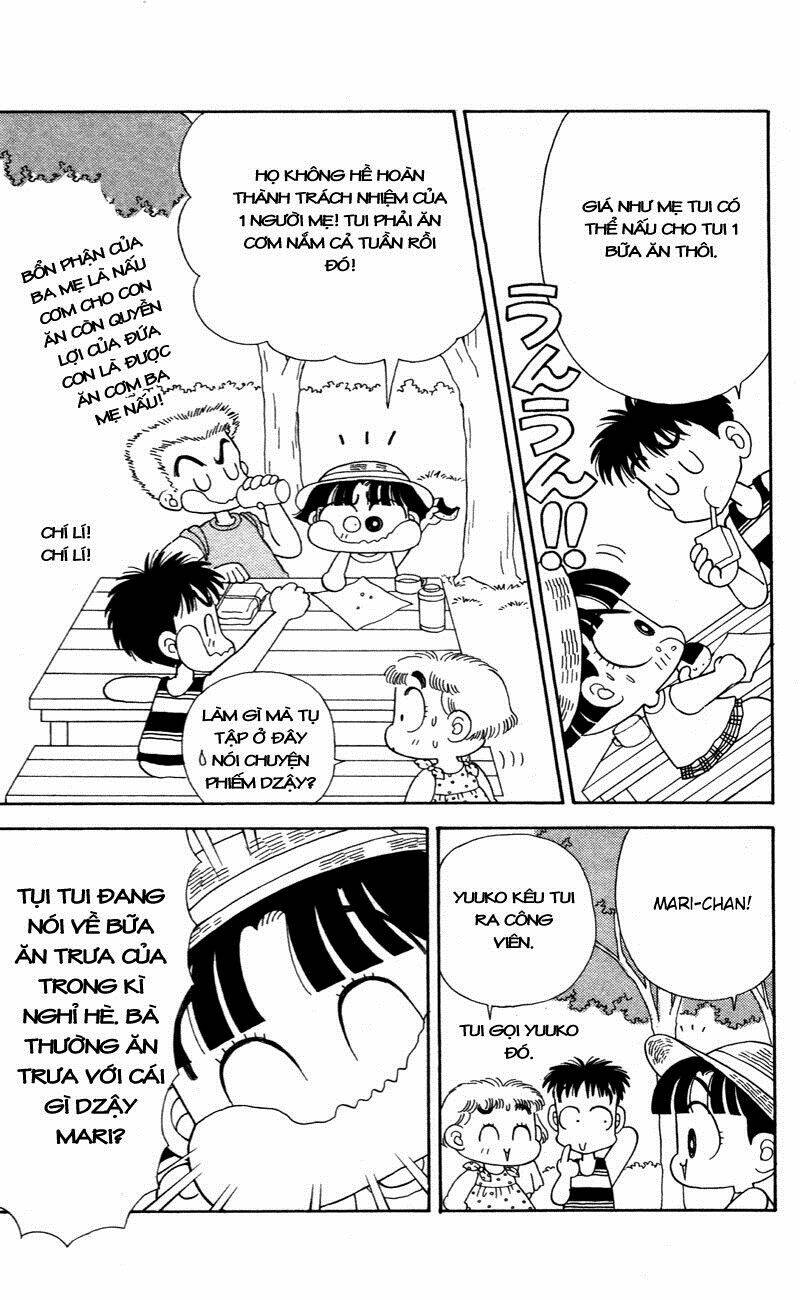 GIÁ NHƯ MẸ TUI CÓ
THỂ NẤU CHO TUI 1
BỮA ĂN THÔI.
うんうん!!
HỌ KHÔNG HỀ HOÀN
THÀNH TRÁCH NHIỆM CỦA
1 NGƯỜI MẸ! TUI PHẢI ĂN
CƠM NẮM CẢ TUẦN RỒI
ĐÓ!
BỔN PHẬN CỦA
BA MẸ LÀ NẤU
CƠM CHO CON
ĂN CÒN QUYỀN
LỢI CỦA ĐỨA
CON LÀ ĐƯỢC
ĂN CƠM BA
MẸ NẤU!
CHÍ LÍ!
CHÍ LÍ!
LÀM GÌ MÀ TỤ
TẬP Ở ĐÂY
NÓI CHUYỆN
PHIẾM DZẬY?
MARI-CHAN!
YUUKO KÊU TUI
RA CÔNG
VIÊN.
TUI GỌI YUUKO
ĐÓ.
TỤI TUI ĐANG
NÓI VỀ BỮA
ĂN TRƯA CỦA
TRONG KÌ
NGHỈ HÈ. BÀ
THƯỜNG ĂN
TRƯA VỚI CÁI
GÌ DZẬY
MARI?